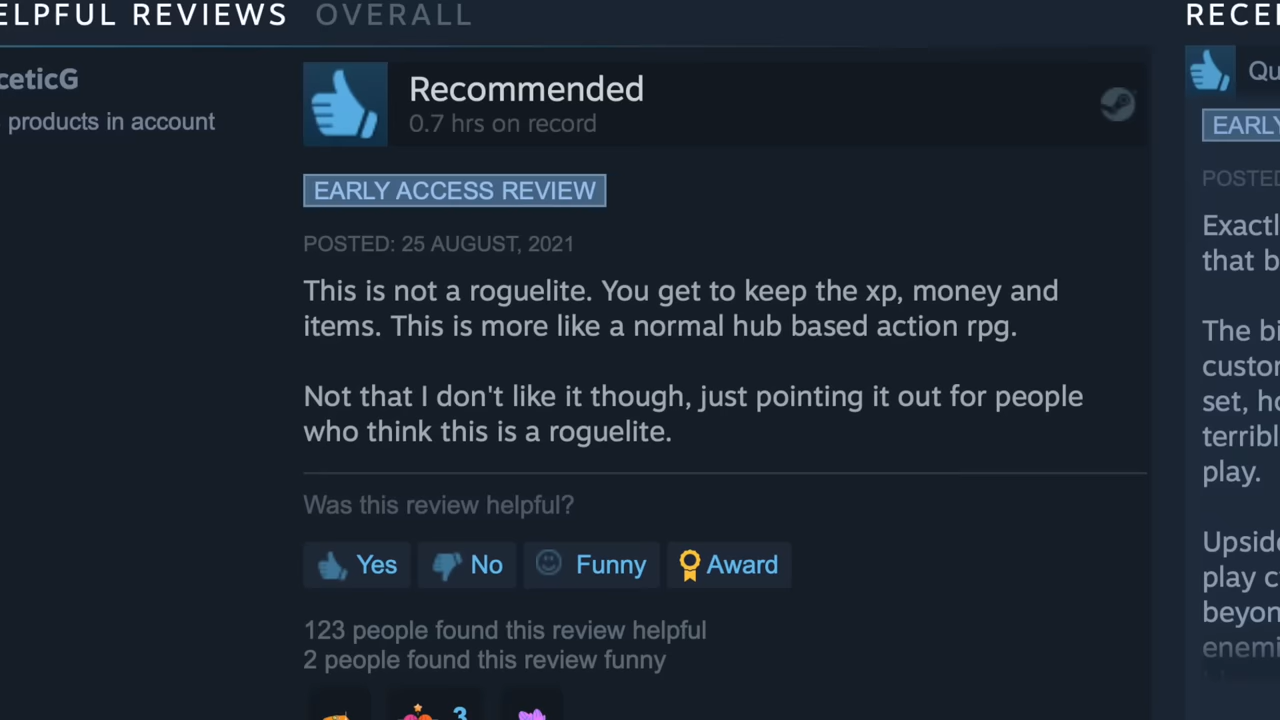 ELPFUL REVIEWS OVERALL
ceticG
products in account
Recommended
0.7 hrs on record
EARLY ACCESS REVIEW
POSTED: 25 AUGUST, 2021
This is not a roguelite. You get to keep the xp, money and
items. This is more like a normal hub based action rpg.
Not that I don't like it though, just pointing it out for people
who think this is a roguelite.
Was this review helpful?
Yes No Funny Award
123 people found this review helpful
2 people found this review funny
3
RECE
Qu
EARLY
POSTED
Exactl
that b
The bi
custor
set, ho
terribl
play.
Upside
play c
beyon
enemi